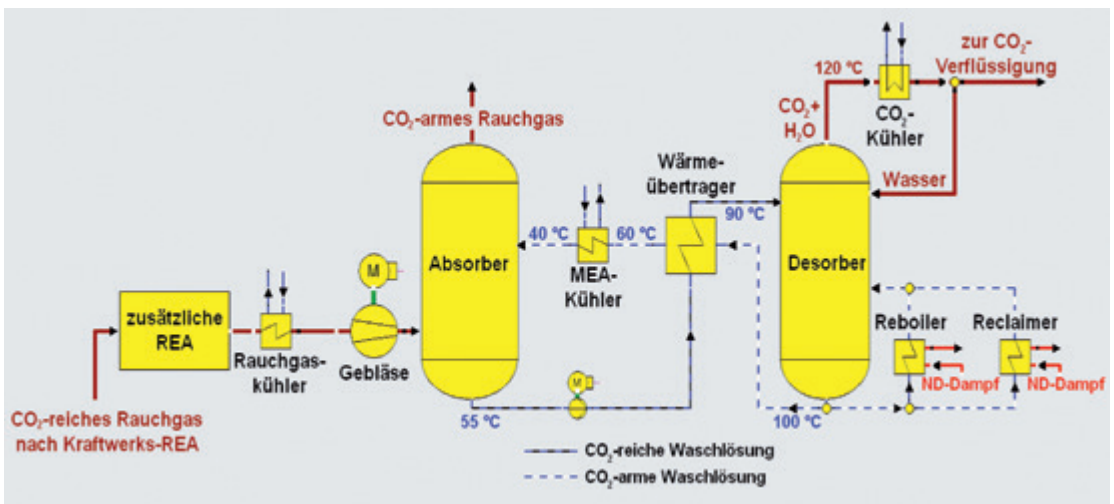 zur CO₂-
Verflüssigung
120 °C
CO₂-armes Rauchgas
CO₂+
H₂O
CO₂-
Kühler
Wärme-
übertrager
Wasser
90 °C
40 °C
60 °C
Absorber
MEA-
Kühler
Desorber
M
zusätzliche
REA
Rauchgas-
kühler
Gebläse
Reboiler
Reclaimer
M
ND-Dampf
ND-Dampf
CO₂-reiches Rauchgas
nach Kraftwerks-REA
55 °C
100 °C
CO₂-reiche Waschlösung
CO₂-arme Waschlösung